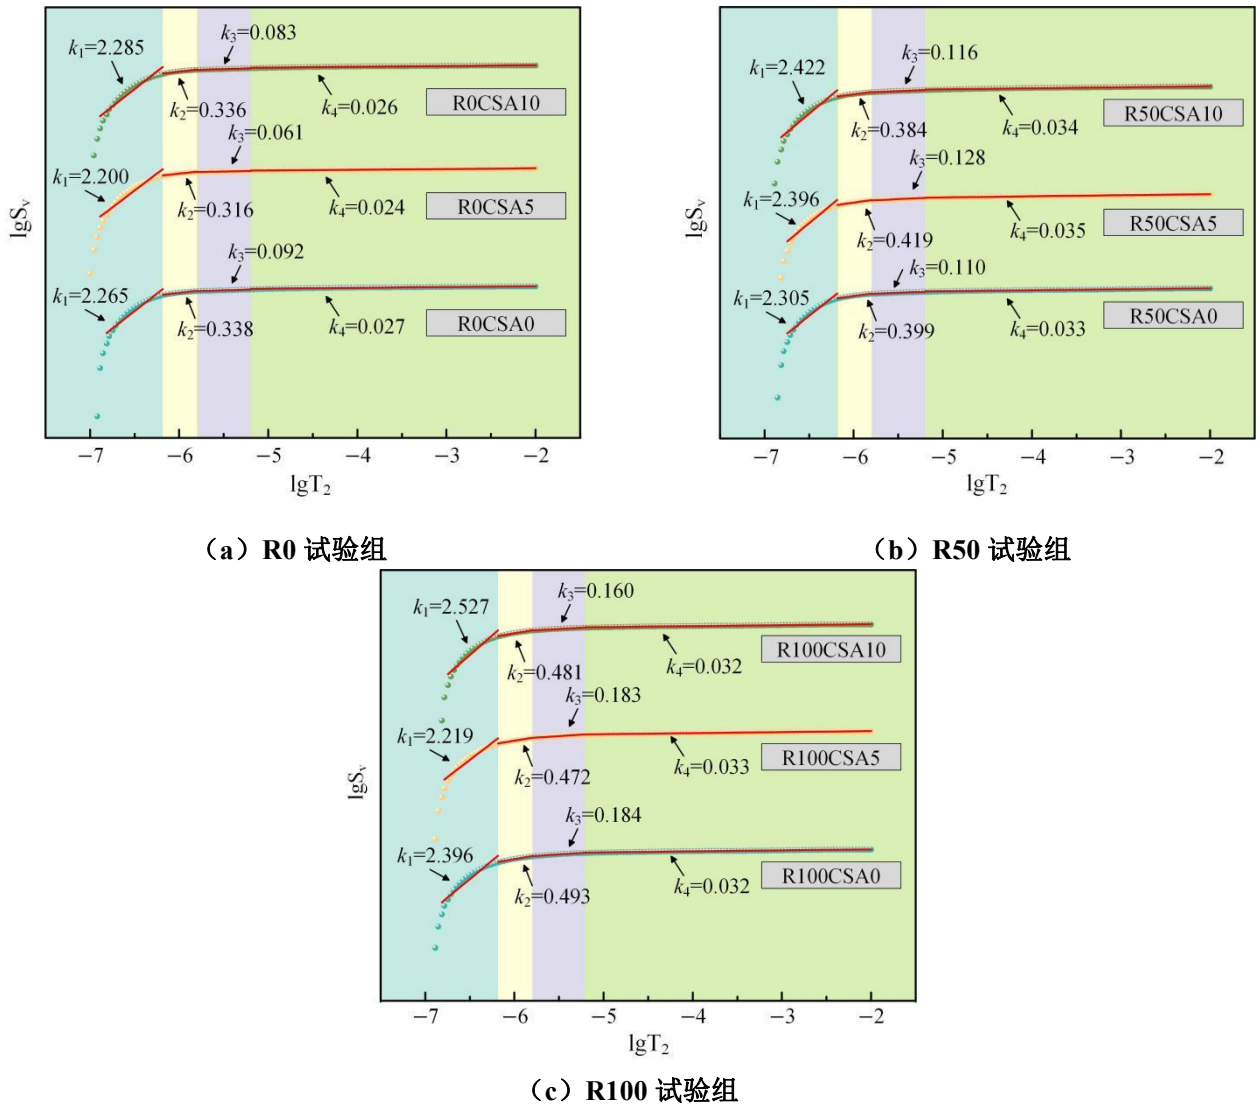 k₃=0.083
k₁=2.285
k₂=0.336
k₄=0.026
R0CSA10
k₃=0.061
k₁=2.200
k₂=0.316
k₄=0.024
R0CSA5
k₃=0.092
k₁=2.265
k₂=0.338
k₄=0.027
R0CSA0
lgSᵥ
−7 −6 −5 −4 −3 −2
lgT₂
（a）R0 试验组
k₃=0.116
k₁=2.422
k₂=0.384
k₄=0.034
R50CSA10
k₃=0.128
k₁=2.396
k₂=0.419
k₄=0.035
R50CSA5
k₃=0.110
k₁=2.305
k₂=0.399
k₄=0.033
R50CSA0
lgSᵥ
−7 −6 −5 −4 −3 −2
lgT₂
（b）R50 试验组
k₃=0.160
k₁=2.527
k₂=0.481
k₄=0.032
R100CSA10
k₃=0.183
k₁=2.219
k₂=0.472
k₄=0.033
R100CSA5
k₃=0.184
k₁=2.396
k₂=0.493
k₄=0.032
R100CSA0
lgSᵥ
−7 −6 −5 −4 −3 −2
lgT₂
（c）R100 试验组